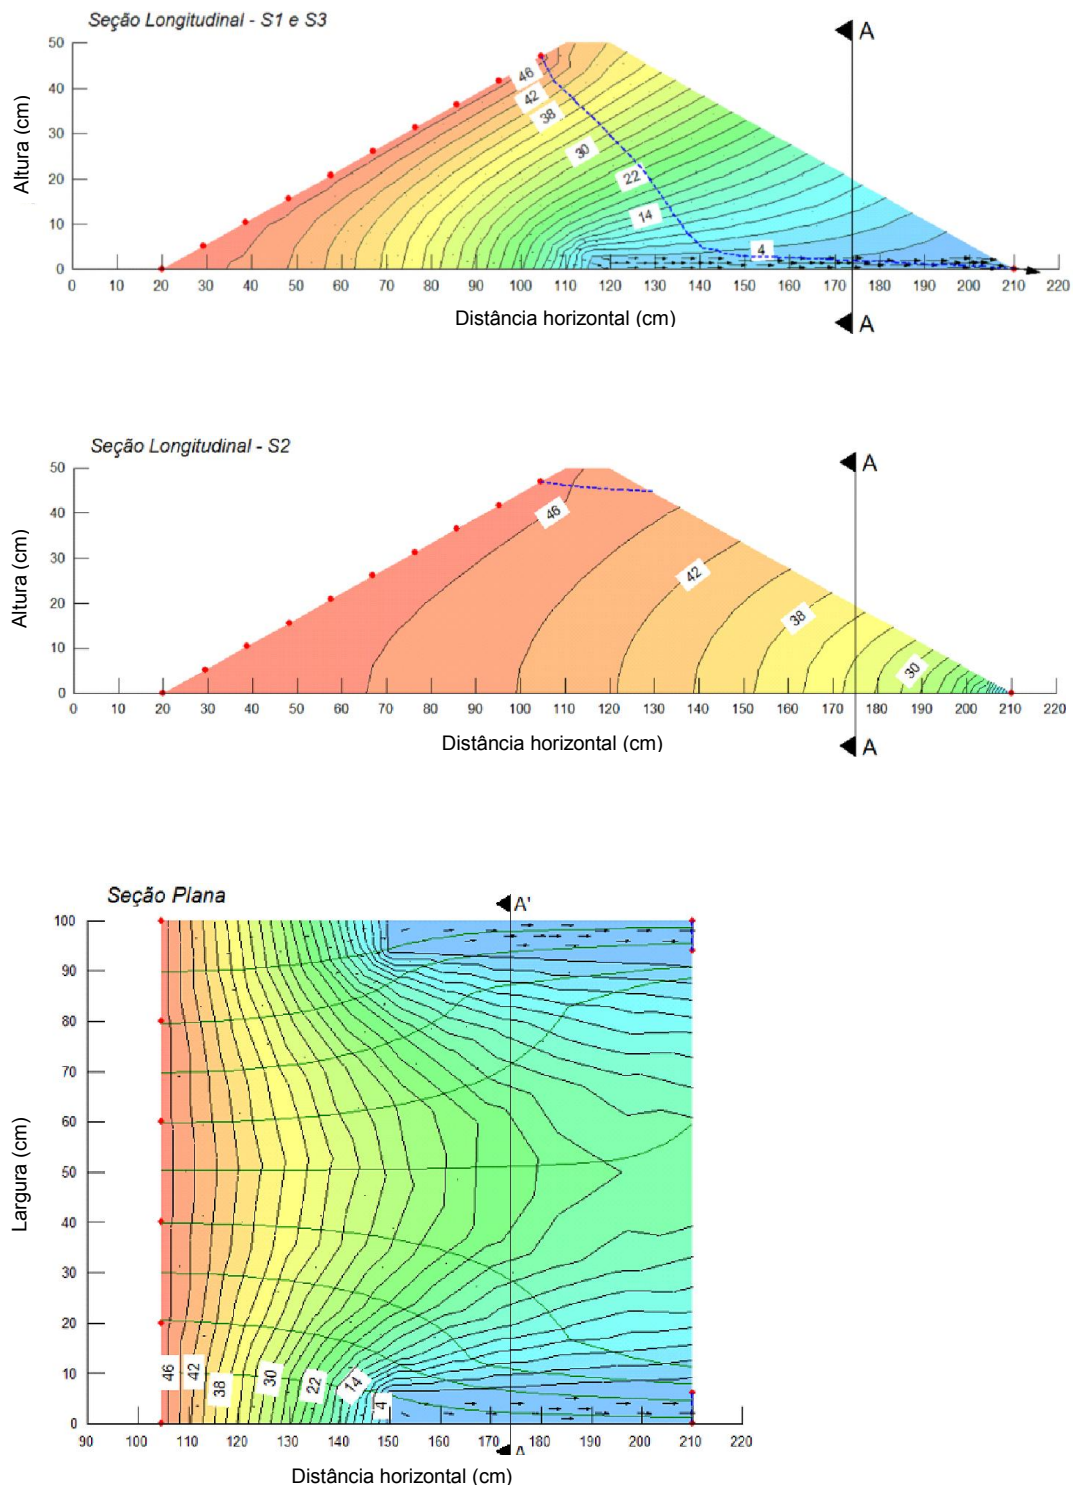 Seção Longitudinal - S1 e S3
A
50
40
30
20
10
0
Altura (cm)
46
42
38
30
22
14
4
0 10 20 30 40 50 60 70 80 90 100 110 120 130 140 150 160 170 180 190 200 210 220
Distância horizontal (cm)
A
Seção Longitudinal - S2
A
50
40
30
20
10
0
Altura (cm)
46
42
38
30
0 10 20 30 40 50 60 70 80 90 100 110 120 130 140 150 160 170 180 190 200 210 220
Distância horizontal (cm)
A
Seção Plana
A'
100
90
80
70
60
50
40
30
20
10
0
Largura (cm)
46 42 38 30 22 14 4
90 100 110 120 130 140 150 160 170 180 190 200 210 220
A
Distância horizontal (cm)